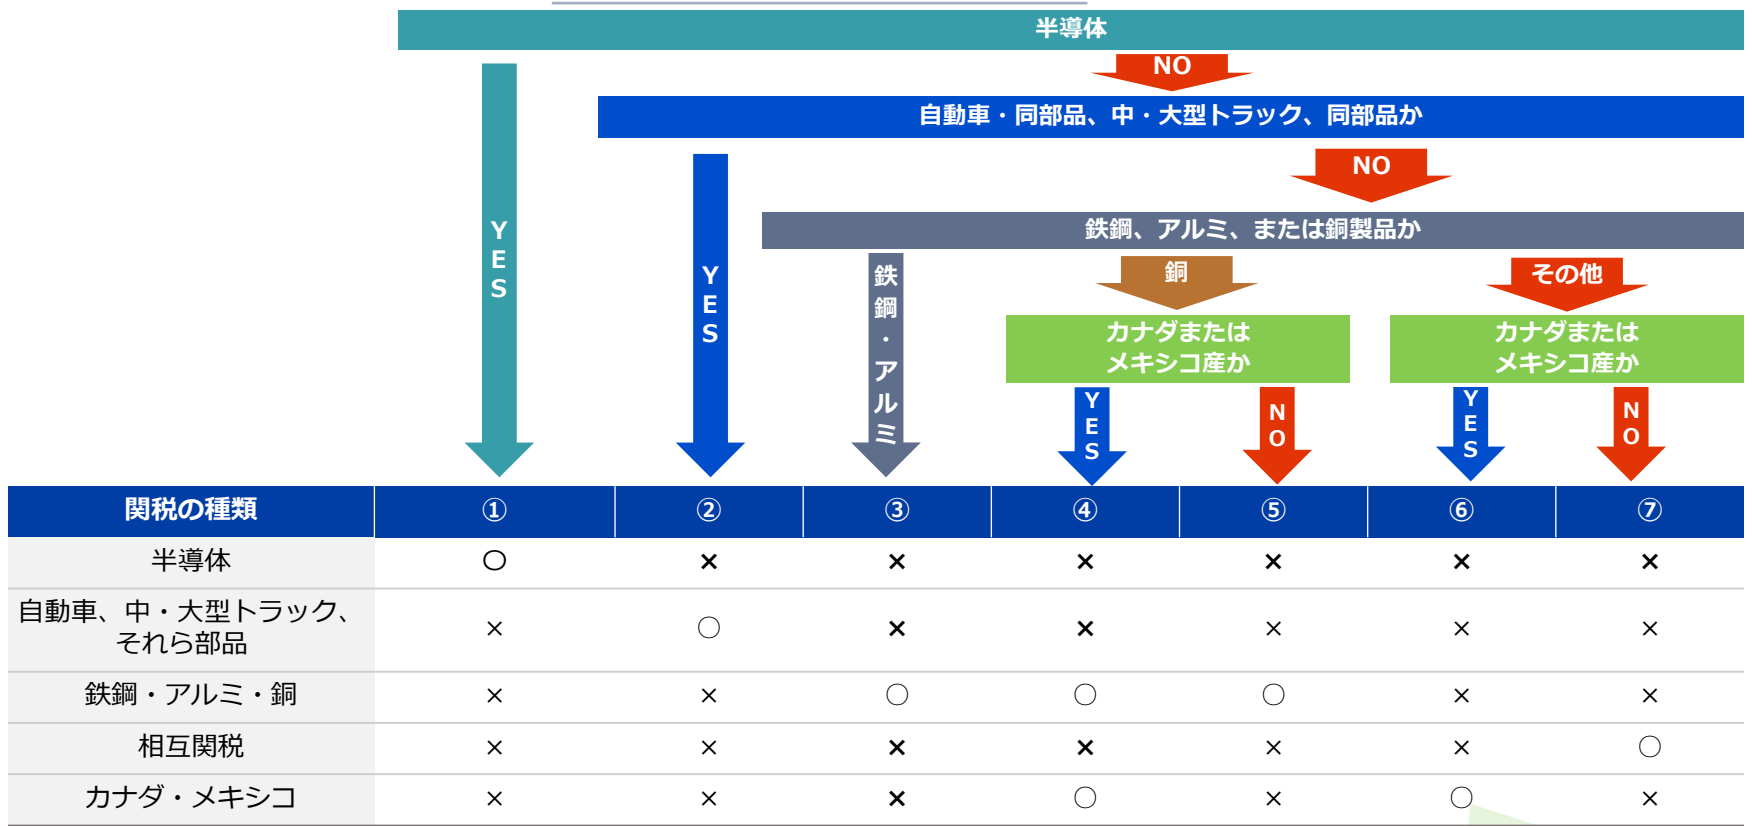 半導体
NO
自動車・同部品、中・大型トラック、同部品か
NO
鉄鋼、アルミ、または銅製品か
YES
YES
鉄鋼・アルミ
銅
その他
カナダまたは
メキシコ産か
カナダまたは
メキシコ産か
YES
NO
YES
NO
関税の種類 ① ② ③ ④ ⑤ ⑥ ⑦
半導体 ○ × × × × × ×
自動車、中・大型トラック、
それら部品 × ○ × × × × ×
鉄鋼・アルミ・銅 × × ○ ○ ○ × ×
相互関税 × × × × × × ○
カナダ・メキシコ × × × ○ × ○ ×